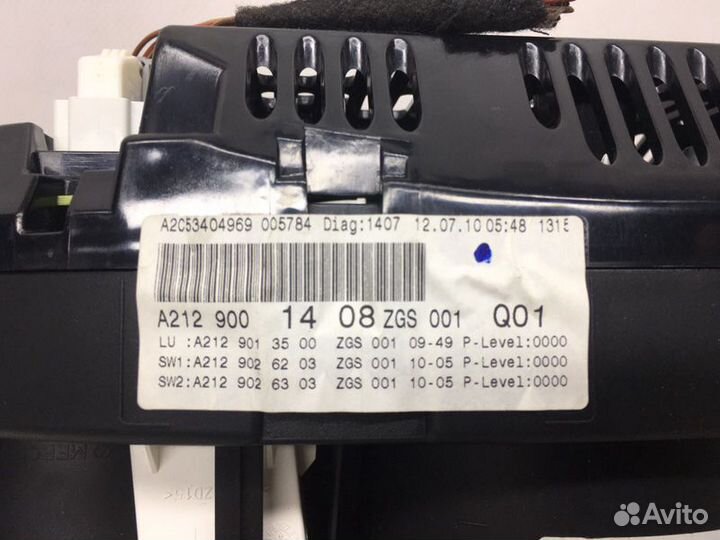 A2C53404969 005784 Diag:1407 12.07.10 05:48 1315
A212 900 14 08 ZGS 001 Q01
LU :A212 901 35 00 ZGS 001 09-49 P-Level:0000
SW1:A212 902 62 03 ZGS 001 10-05 P-Level:0000
SW2:A212 902 63 03 ZGS 001 10-05 P-Level:0000
Avito